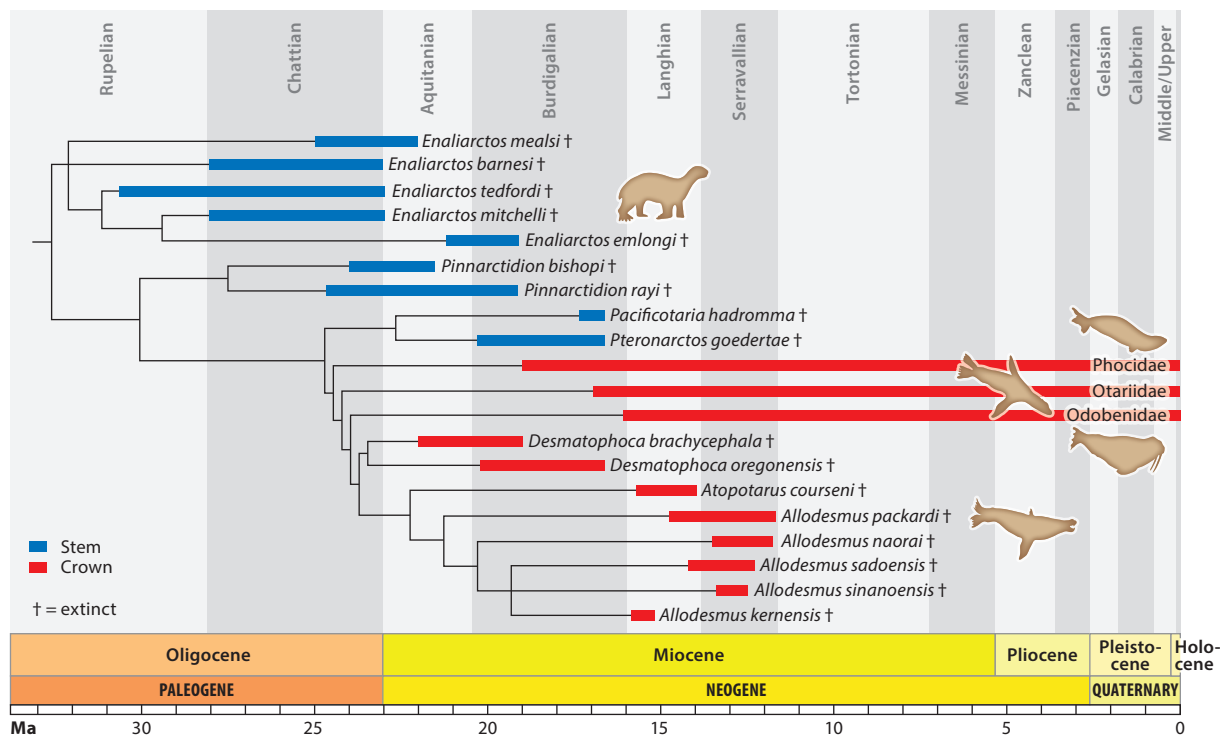 Rupelian
Chattian
Aquitanian
Burdigalian
Langhian
Serravallian
Tortonian
Messinian
Zanclean
Piacenzian
Gelasian
Calabrian
Middle/Upper
Enaliarctos mealsi †
Enaliarctos barnesi †
Enaliarctos tedfordi †
Enaliarctos mitchelli †
Enaliarctos emlongi †
Pinnarctidion bishopi †
Pinnarctidion rayi †
Pacificotaria hadromma †
Pteronarctos goedertae †
Phocidae
Otariidae
Odobenidae
Desmatophoca brachycephala †
Desmatophoca oregonensis †
Atopotarus courseni †
Allodesmus packardi †
Allodesmus naorai †
Allodesmus sadoensis †
Allodesmus sinanoensis †
Allodesmus kernensis †
Stem
Crown
† = extinct
Oligocene
Miocene
Pliocene
Pleisto-
cene
Holo-
cene
PALEOGENE
NEOGENE
QUATERNARY
Ma
30
25
20
15
10
5
0